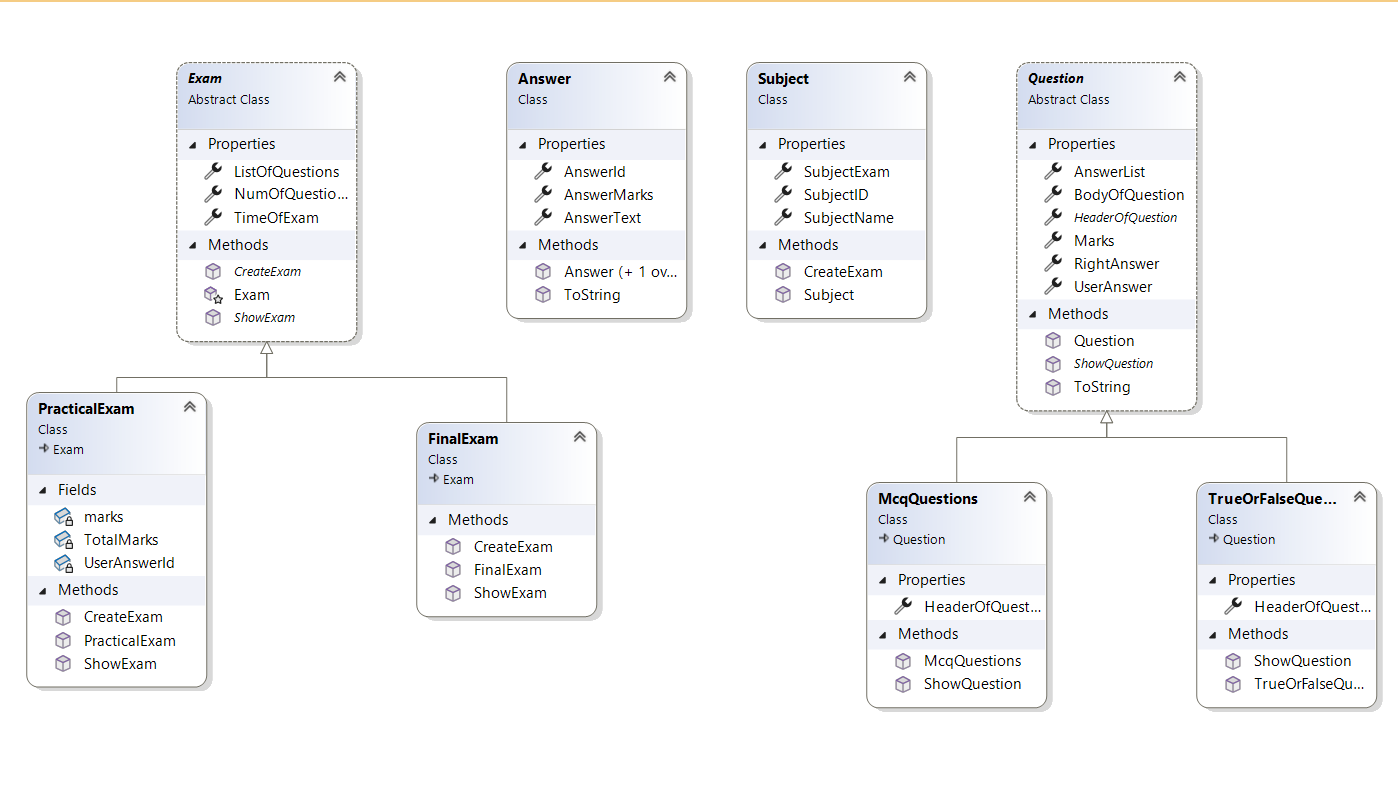 Exam
Abstract Class
Properties
ListOfQuestions
NumOfQuestio...
TimeOfExam
Methods
CreateExam
Exam
ShowExam
Answer
Class
Properties
AnswerId
AnswerMarks
AnswerText
Methods
Answer (+ 1 ov...
ToString
Subject
Class
Properties
SubjectExam
SubjectID
SubjectName
Methods
CreateExam
Subject
Question
Abstract Class
Properties
AnswerList
BodyOfQuestion
HeaderOfQuestion
Marks
RightAnswer
UserAnswer
Methods
Question
ShowQuestion
ToString
PracticalExam
Class
Exam
Fields
marks
TotalMarks
UserAnswerId
Methods
CreateExam
PracticalExam
ShowExam
FinalExam
Class
Exam
Methods
CreateExam
FinalExam
ShowExam
McqQuestions
Class
Question
Properties
HeaderOfQuest...
Methods
McqQuestions
ShowQuestion
TrueOrFalseQue...
Class
Question
Properties
HeaderOfQuest...
Methods
ShowQuestion
TrueOrFalseQu...